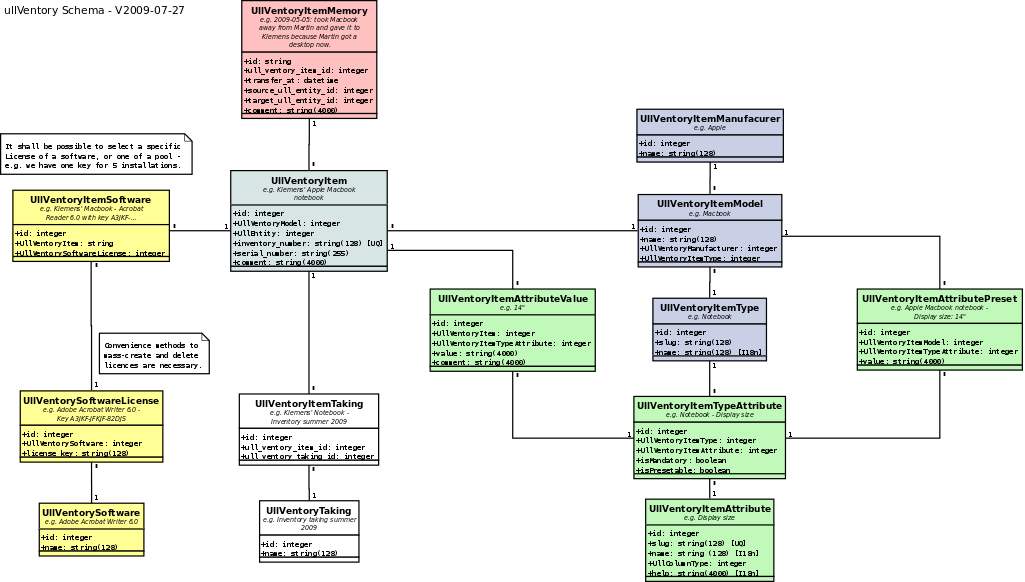 ullVentory Schema - V2009-07-27
UllVentoryItemMemory
e.g. 2009-05-05: took Macbook
away from Martin and gave it to
Klemens because Martin got a
desktop now.
+id: string
+ull_ventory_item_id: integer
+transfer_at: datetime
+source_ull_entity_id: integer
+target_ull_entity_id: integer
+comment: string(4000)
1
*
It shall be possible to select a specific
License of a software, or one of a pool -
e.g. we have one key for 5 installations.
UllVentoryItemSoftware
e.g. Klemens' Macbook - Acrobat
Reader 6.0 with key A3JKF-...
+id: integer
+UllVentoryItem: string
+UllVentorySoftwareLicense: integer
*
1
*
UllVentoryItem
e.g. Klemens' Apple Macbook
notebook
+id: integer
+UllVentoryModel: integer
+UllEntity: integer
+inventory_number: string(128) [UQ]
+serial_number: string(255)
+comment: string(4000)
*
1
1
1
UllVentoryItemManufacurer
e.g. Apple
+id: integer
+name: string(128)
1
*
UllVentoryItemModel
e.g. Macbook
+id: integer
+name: string(128)
+UllVentoryManufacturer: integer
+UllVentoryItemType: integer
1
*
1
*
*
UllVentoryItemAttributeValue
e.g. 14"
+id: integer
+UllVentoryItem: integer
+UllVentoryItemTypeAttribute: integer
+value: string(4000)
+comment: string(4000)
*
UllVentoryItemType
e.g. Notebook
+id: integer
+slug: string(128)
+name: string(128) [I18n]
1
*
UllVentoryItemAttributePreset
e.g. Apple Macbook notebook -
Display size: 14"
+id: integer
+UllVentoryItemModel: integer
+UllVentoryItemTypeAttribute: integer
+value: string(4000)
*
Convenience methods to
mass-create and delete
licences are necessary.
1
UllVentorySoftwareLicense
e.g. Adobe Acrobat Writer 6.0 -
Key A3JKF-JFKJF-82DJS
+id: integer
+UllVentorySoftware: integer
+license_key: string(128)
*
1
UllVentorySoftware
e.g. Adobe Acrobat Writer 6.0
+id: integer
+name: string(128)
*
UllVentoryItemTaking
e.g. Klemens' Notebook -
Inventory summer 2009
+id: integer
+ull_ventory_item_id: integer
+ull_ventory_taking_id: integer
*
1
UllVentoryTaking
e.g. Inventory taking summer
2009
+id: integer
+name: string(128)
1
UllVentoryItemTypeAttribute
e.g. Notebook - Display size
+id: integer
+UllVentoryItemType: integer
+UllVentoryItemAttribute: integer
+isMandatory: boolean
+isPresetable: boolean
1
*
1
UllVentoryItemAttribute
e.g. Display size
+id: integer
+slug: string(128) [UQ]
+name: string (128) [I18n]
+UllColumnType: integer
+help: string(4000) [I18n]